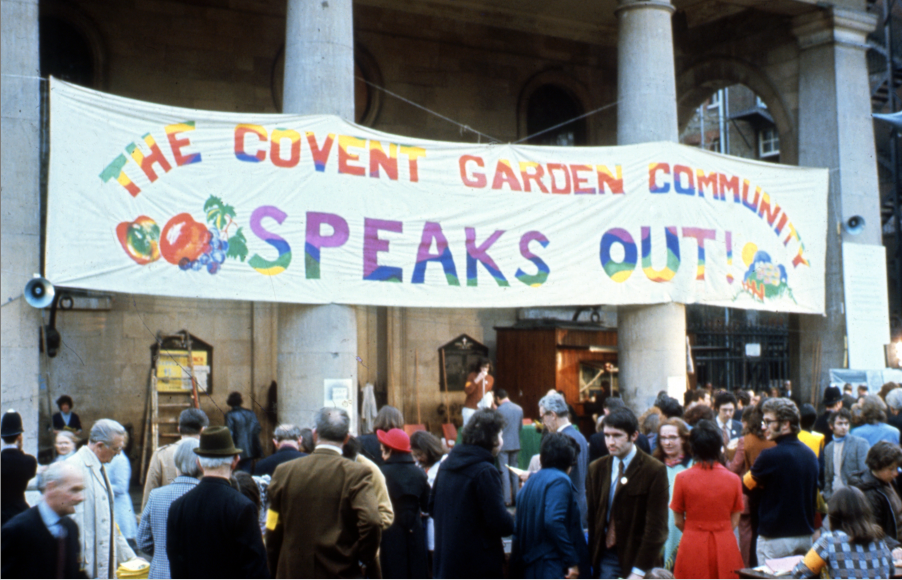 THE COVENT GARDEN COMMUNITY
SPEAKS OUT!